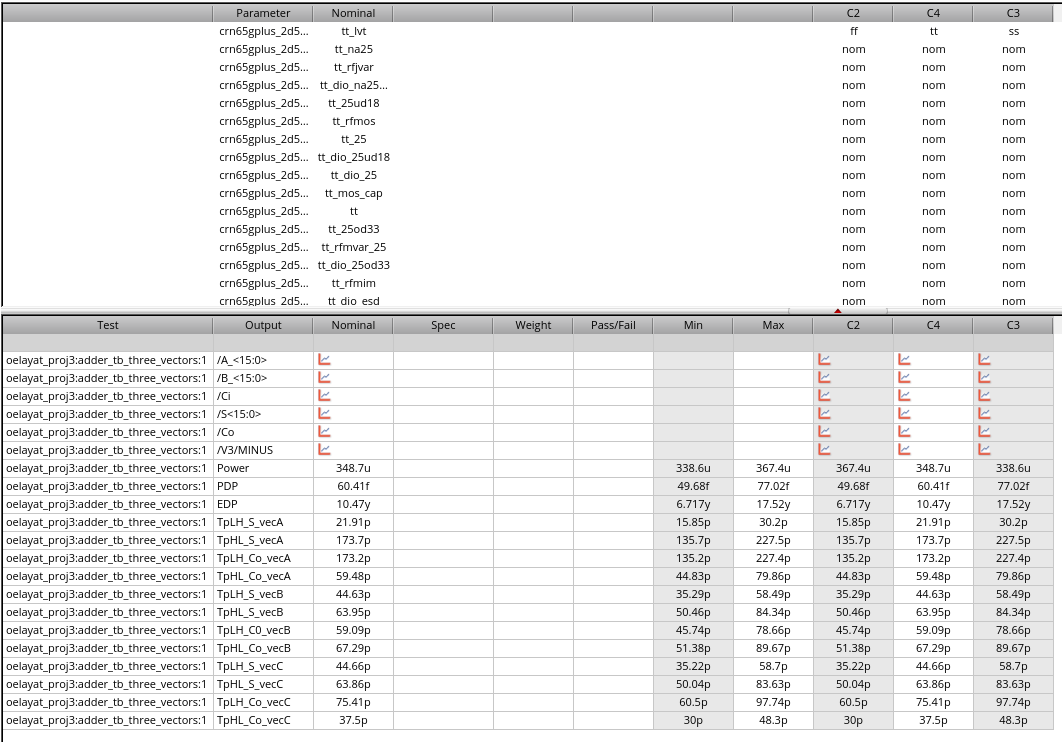 Parameter Nominal C2 C4 C3
crn65gplus_2d5... tt_lvt ff tt ss
crn65gplus_2d5... tt_na25 nom nom nom
crn65gplus_2d5... tt_rfjvar nom nom nom
crn65gplus_2d5... tt_dio_na25... nom nom nom
crn65gplus_2d5... tt_25ud18 nom nom nom
crn65gplus_2d5... tt_rfmos nom nom nom
crn65gplus_2d5... tt_25 nom nom nom
crn65gplus_2d5... tt_dio_25ud18 nom nom nom
crn65gplus_2d5... tt_dio_25 nom nom nom
crn65gplus_2d5... tt_mos_cap nom nom nom
crn65gplus_2d5... tt nom nom nom
crn65gplus_2d5... tt_25od33 nom nom nom
crn65gplus_2d5... tt_rfmvar_25 nom nom nom
crn65gplus_2d5... tt_dio_25od33 nom nom nom
crn65gplus_2d5... tt_rfmim nom nom nom
crn65gplus_2d5... tt_dio_esd nom nom nom
Test Output Nominal Spec Weight Pass/Fail Min Max C2 C4 C3
oelayat_proj3:adder_tb_three_vectors:1 /A_<15:0>
oelayat_proj3:adder_tb_three_vectors:1 /B_<15:0>
oelayat_proj3:adder_tb_three_vectors:1 /Ci
oelayat_proj3:adder_tb_three_vectors:1 /S<15:0>
oelayat_proj3:adder_tb_three_vectors:1 /Co
oelayat_proj3:adder_tb_three_vectors:1 /V3/MINUS
oelayat_proj3:adder_tb_three_vectors:1 Power 348.7u 338.6u 367.4u 367.4u 348.7u 338.6u
oelayat_proj3:adder_tb_three_vectors:1 PDP 60.41f 49.68f 77.02f 49.68f 60.41f 77.02f
oelayat_proj3:adder_tb_three_vectors:1 EDP 10.47y 6.717y 17.52y 6.717y 10.47y 17.52y
oelayat_proj3:adder_tb_three_vectors:1 TpLH_S_vecA 21.91p 15.85p 30.2p 15.85p 21.91p 30.2p
oelayat_proj3:adder_tb_three_vectors:1 TpHL_S_vecA 173.7p 135.7p 227.5p 135.7p 173.7p 227.5p
oelayat_proj3:adder_tb_three_vectors:1 TpLH_Co_vecA 173.2p 135.2p 227.4p 135.2p 173.2p 227.4p
oelayat_proj3:adder_tb_three_vectors:1 TpHL_Co_vecA 59.48p 44.83p 79.86p 44.83p 59.48p 79.86p
oelayat_proj3:adder_tb_three_vectors:1 TpLH_S_vecB 44.63p 35.29p 58.49p 35.29p 44.63p 58.49p
oelayat_proj3:adder_tb_three_vectors:1 TpHL_S_vecB 63.95p 50.46p 84.34p 50.46p 63.95p 84.34p
oelayat_proj3:adder_tb_three_vectors:1 TpLH_C0_vecB 59.09p 45.74p 78.66p 45.74p 59.09p 78.66p
oelayat_proj3:adder_tb_three_vectors:1 TpHL_Co_vecB 67.29p 51.38p 89.67p 51.38p 67.29p 89.67p
oelayat_proj3:adder_tb_three_vectors:1 TpLH_S_vecC 44.66p 35.22p 58.7p 35.22p 44.66p 58.7p
oelayat_proj3:adder_tb_three_vectors:1 TpHL_S_vecC 63.86p 50.04p 83.63p 50.04p 63.86p 83.63p
oelayat_proj3:adder_tb_three_vectors:1 TpLH_Co_vecC 75.41p 60.5p 97.74p 60.5p 75.41p 97.74p
oelayat_proj3:adder_tb_three_vectors:1 TpHL_Co_vecC 37.5p 30p 48.3p 30p 37.5p 48.3p